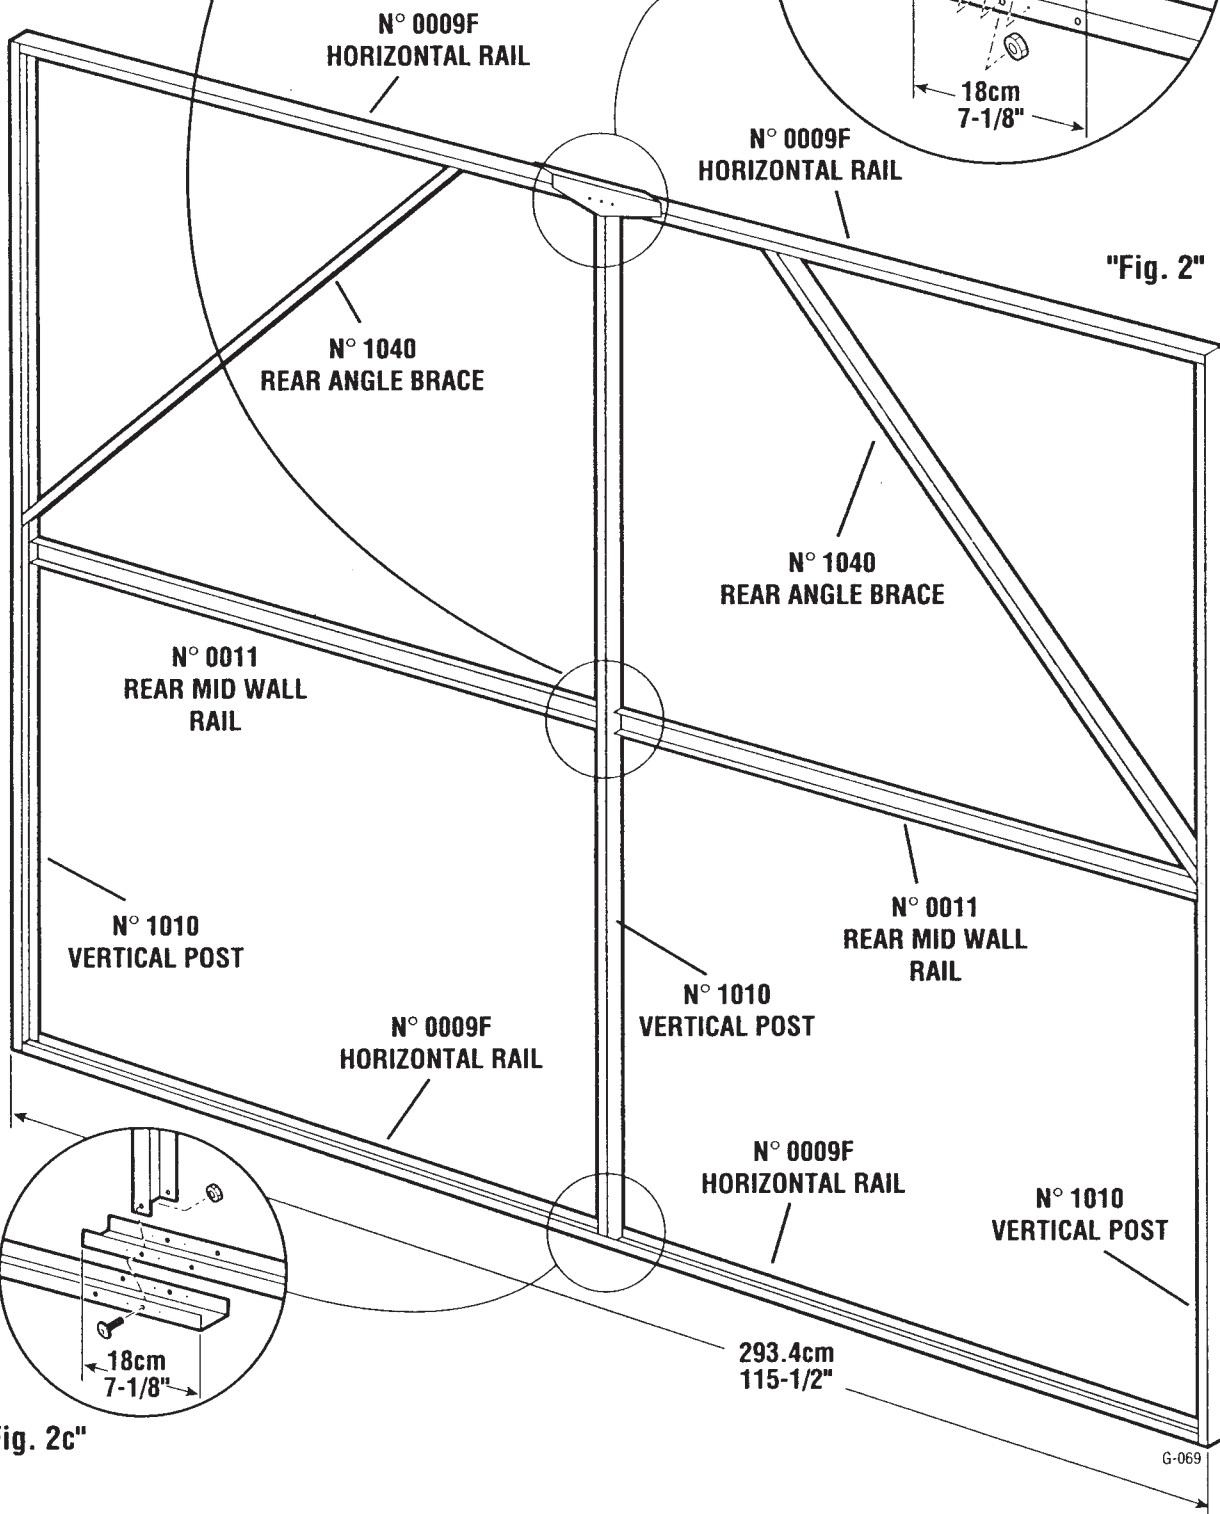 N° 0009F
HORIZONTAL RAIL
18cm
7-1/8"
N° 0009F
HORIZONTAL RAIL
"Fig. 2"
N° 1040
REAR ANGLE BRACE
N° 1040
REAR ANGLE BRACE
N° 0011
REAR MID WALL
RAIL
N° 0011
REAR MID WALL
RAIL
N° 1010
VERTICAL POST
N° 1010
VERTICAL POST
N° 0009F
HORIZONTAL RAIL
N° 0009F
HORIZONTAL RAIL
N° 1010
VERTICAL POST
18cm
7-1/8"
293.4cm
115-1/2"
ig. 2c"
G-069